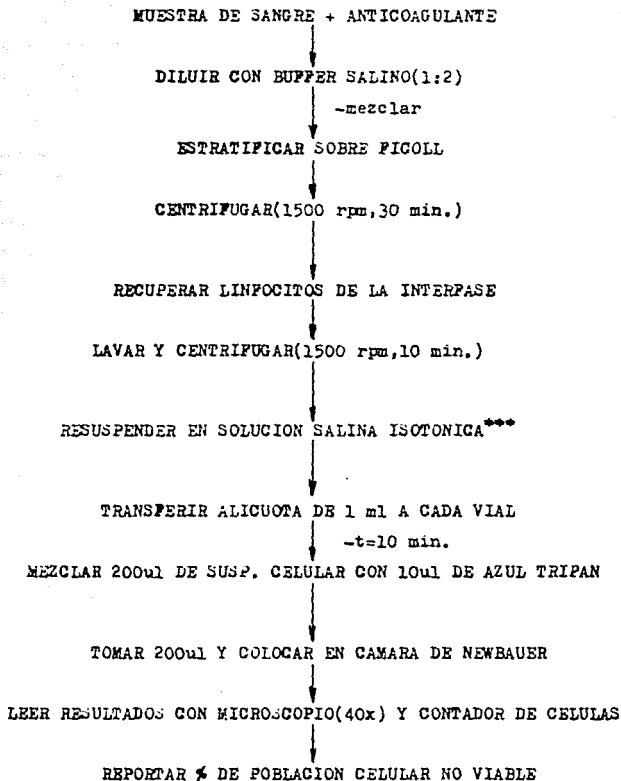 MUESTRA DE SANGRE + ANTICOAGULANTE
DILUIR CON BUFFER SALINO(1:2)
-mezclar
ESTRATIFICAR SOBRE FICOLL
CENTRIFUGAR(1500 rpm,30 min.)
RECUPERAR LINFOCITOS DE LA INTERFASE
LAVAR Y CENTRIFUGAR(1500 rpm,10 min.)
RESUSPENDER EN SOLUCION SALINA ISOTONICA***
TRANSFERIR ALICUOTA DE 1 ml A CADA VIAL
-t=10 min.
MEZCLAR 200ul DE SUSP. CELULAR CON 10ul DE AZUL TRIPAN
TOMAR 200ul Y COLOCAR EN CAMARA DE NEWBAUER
LEER RESULTADOS CON MICROSCOPIO(40x) Y CONTADOR DE CELULAS
REPORTAR % DE POBLACION CELULAR NO VIABLE